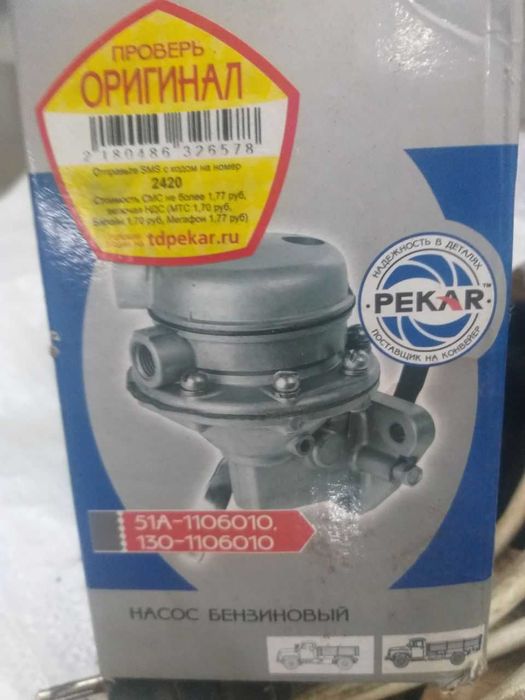 ПРОВЕРЬ
ОРИГИНАЛ
2 180486 326578
Отправьте SMS с кодом на номер
2420
Стоимость СМС не более 1,77 руб,
включая НДС (МТС 1,70 руб,
Билайн 1,70 руб, Мегафон 1,77 руб)
tdpekar.ru
НАДЕЖНОСТЬ В ДЕТАЛЯХ
PEKAR™
ПОСТАВЩИК НА КОНВЕЙЕР
51А-1106010,
130-1106010
НАСОС БЕНЗИНОВЫЙ